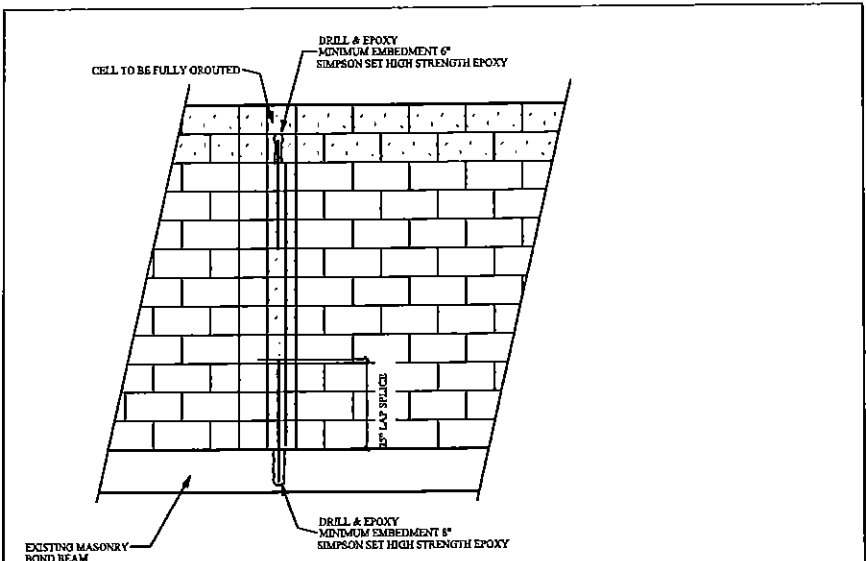 DRILL & EPOXY
MINIMUM EMBEDMENT 6"
SIMPSON SET HIGH STRENGTH EPOXY
CELL TO BE FULLY GROUTED
25" LAP SPLICE
DRILL & EPOXY
MINIMUM EMBEDMENT 8"
SIMPSON SET HIGH STRENGTH EPOXY
EXISTING MASONRY
BOND BEAM